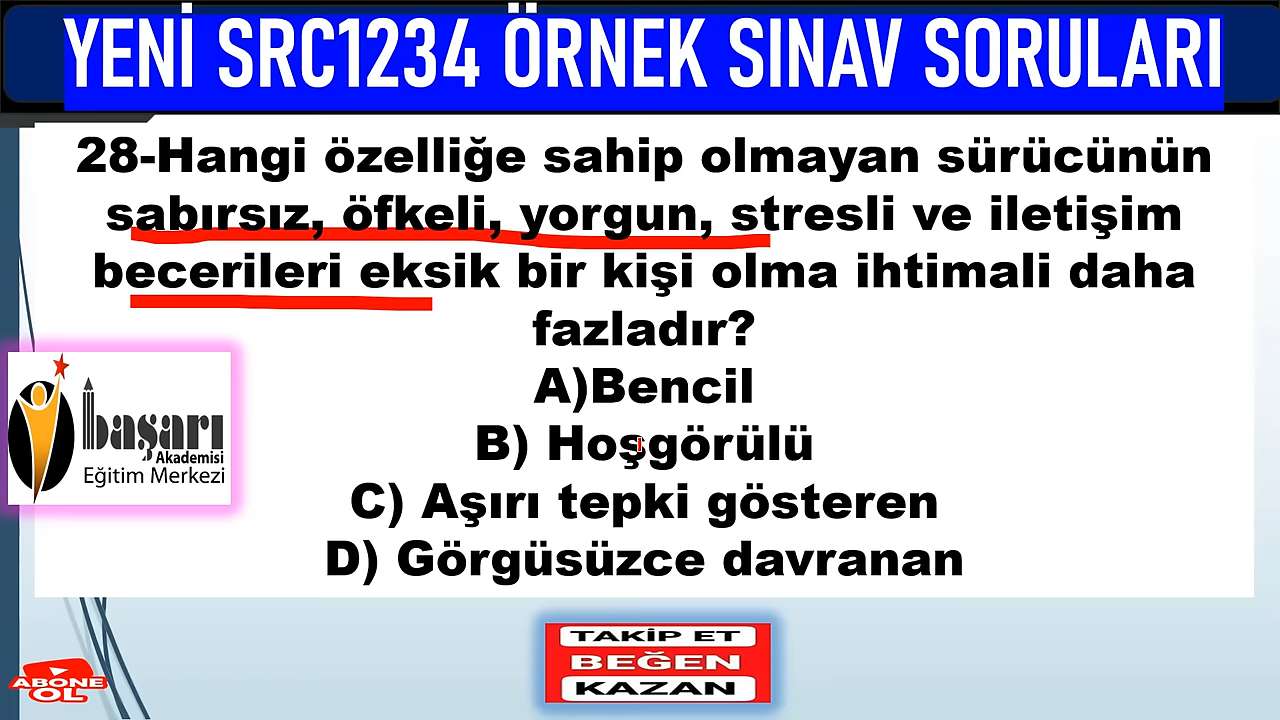 YENİ SRC1234 ÖRNEK SINAV SORULARI
28-Hangi özelliğe sahip olmayan sürücünün
sabırsız, öfkeli, yorgun, stresli ve iletişim
becerileri eksik bir kişi olma ihtimali daha
fazladır?
A)Bencil
B) Hoşgörülü
C) Aşırı tepki gösteren
D) Görgüsüzce davranan
başarı
Akademisi
Eğitim Merkezi
TAKİP ET
BEĞEN
KAZAN
ABONE
OL